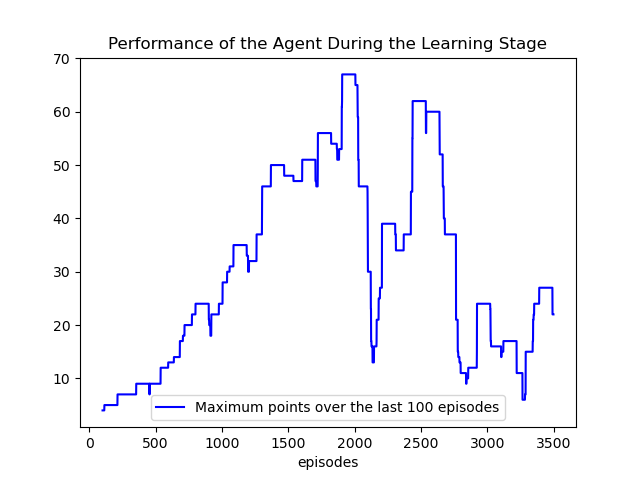 Performance of the Agent During the Learning Stage
70
60
50
40
30
20
10
Maximum points over the last 100 episodes
0 500 1000 1500 2000 2500 3000 3500
episodes